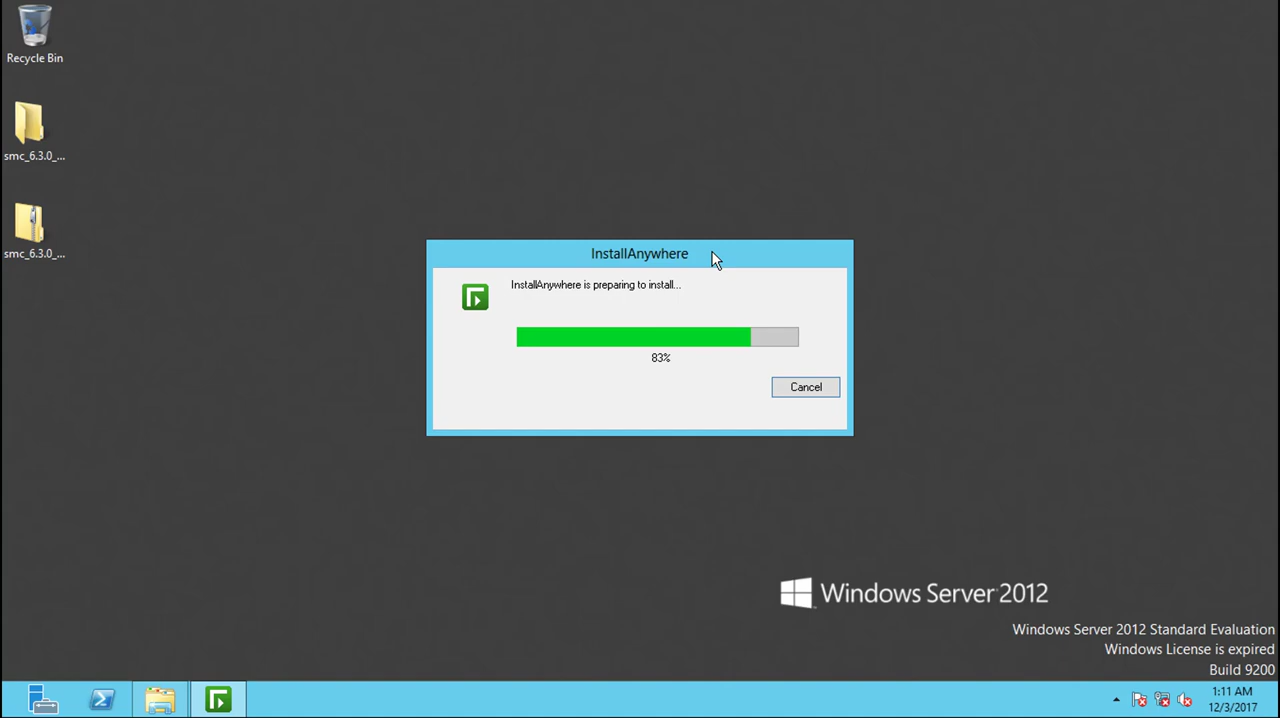 Recycle Bin
smc_6.3.0_...
smc_6.3.0_...
InstallAnywhere
InstallAnywhere is preparing to install...
83%
Cancel
Windows Server 2012
Windows Server 2012 Standard Evaluation
Windows License is expired
Build 9200
1:11 AM
12/3/2017